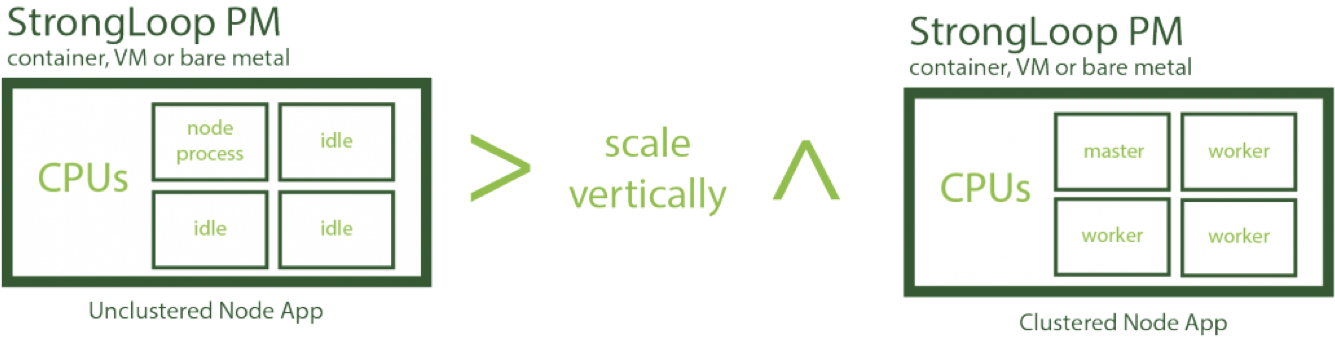 StrongLoop PM
container, VM or bare metal
CPUs
node
process
idle
idle
idle
Unclustered Node App
>
scale
vertically
StrongLoop PM
container, VM or bare metal
CPUs
master
worker
worker
worker
Clustered Node App